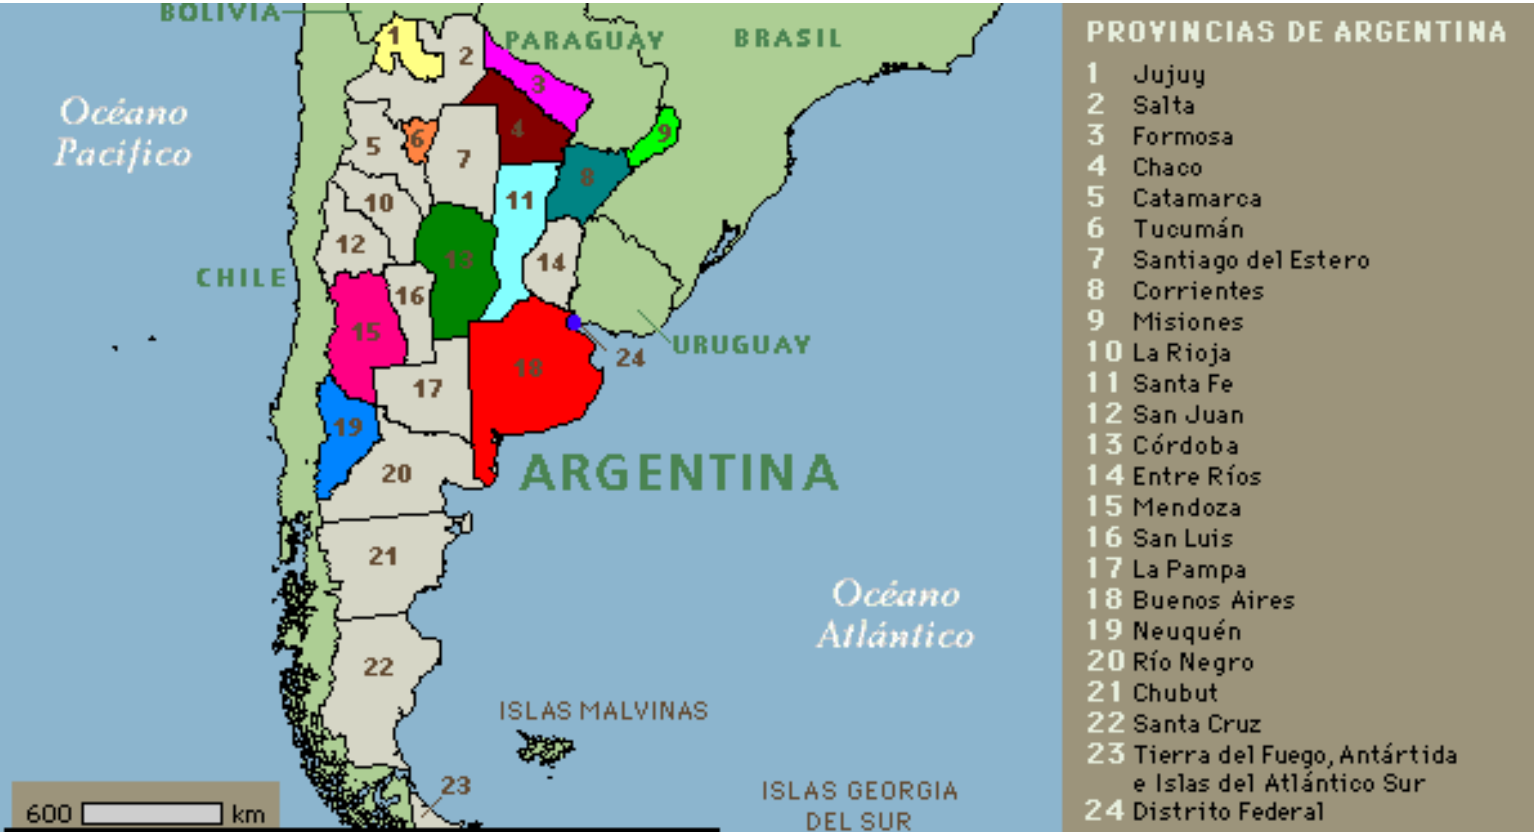 BOLIVIA
PARAGUAY
BRASIL
Océano
Pacífico
CHILE
URUGUAY
ARGENTINA
Océano
Atlántico
ISLAS MALVINAS
ISLAS GEORGIA
DEL SUR
1
2
3
4
5
6
7
8
9
10
11
12
13
14
15
16
17
18
19
20
21
22
23
24
600 km
PROVINCIAS DE ARGENTINA
1 Jujuy
2 Salta
3 Formosa
4 Chaco
5 Catamarca
6 Tucumán
7 Santiago del Estero
8 Corrientes
9 Misiones
10 La Rioja
11 Santa Fe
12 San Juan
13 Córdoba
14 Entre Ríos
15 Mendoza
16 San Luis
17 La Pampa
18 Buenos Aires
19 Neuquén
20 Río Negro
21 Chubut
22 Santa Cruz
23 Tierra del Fuego, Antártida
e Islas del Atlántico Sur
24 Distrito Federal